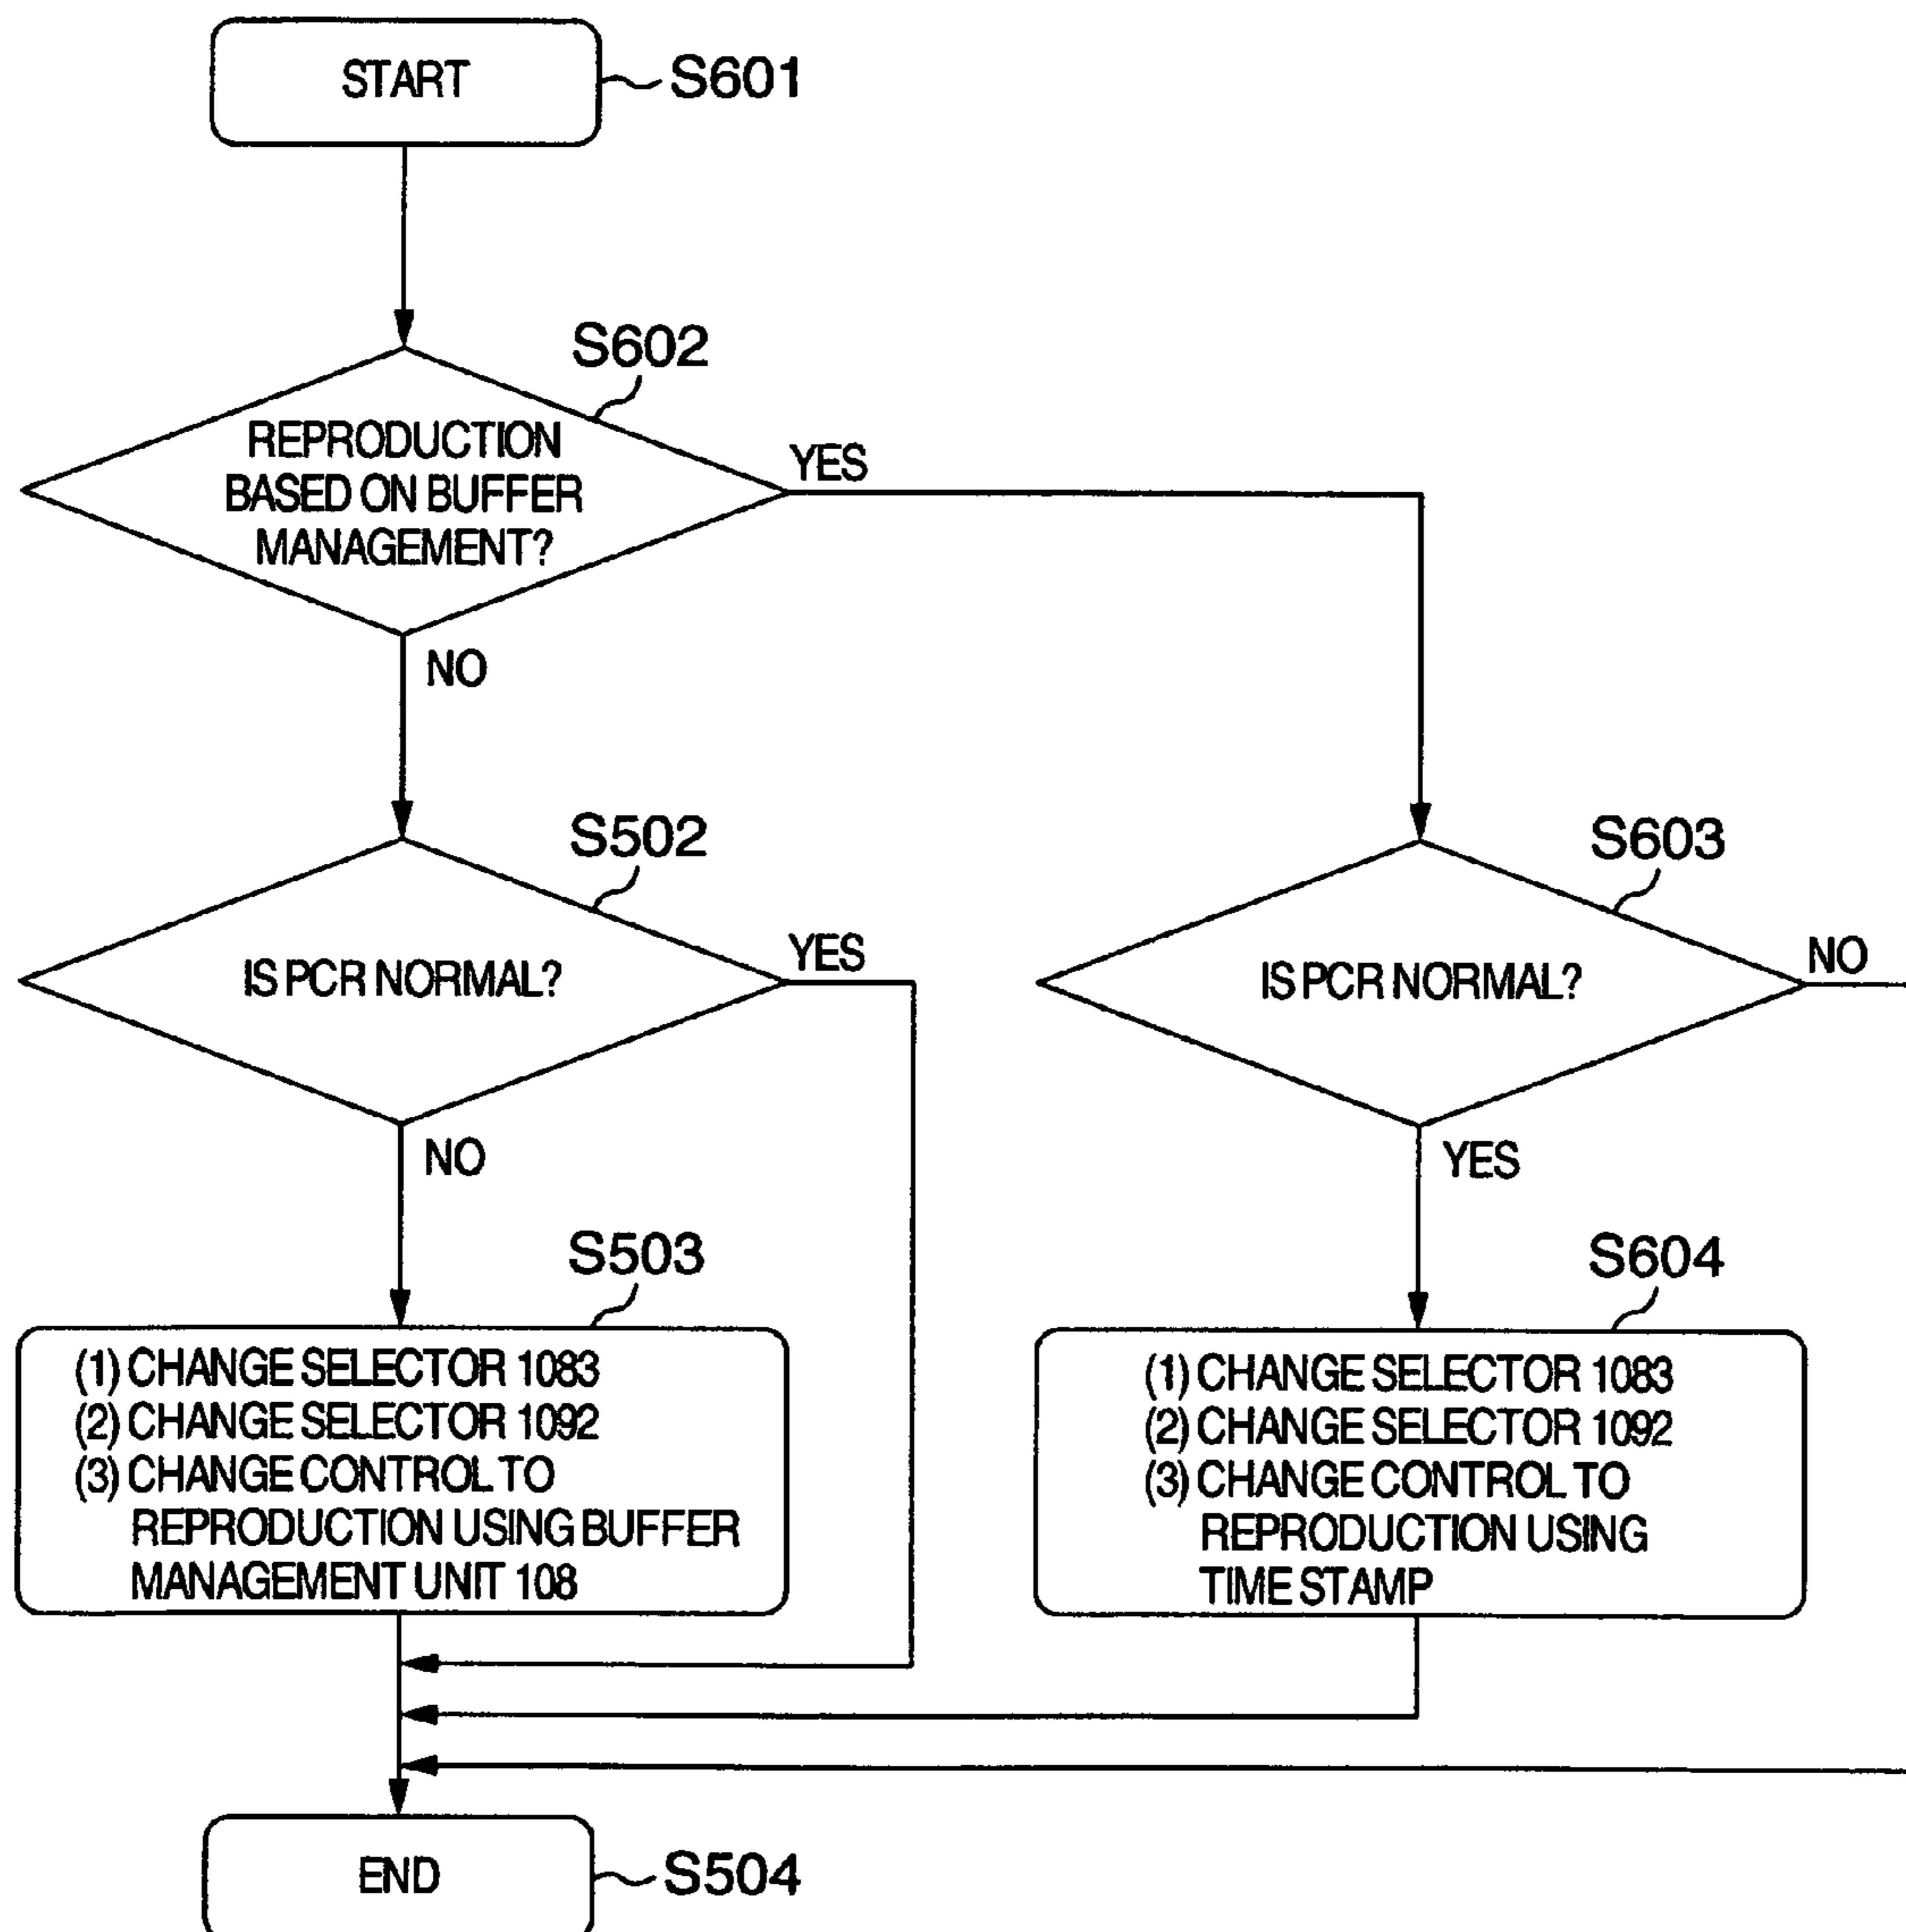 START
S601
S602
REPRODUCTION
BASED ON BUFFER
MANAGEMENT?
YES
NO
S502
IS PCR NORMAL?
YES
NO
S603
IS PCR NORMAL?
NO
YES
S503
(1) CHANGE SELECTOR 1083
(2) CHANGE SELECTOR 1092
(3) CHANGE CONTROL TO
REPRODUCTION USING BUFFER
MANAGEMENT UNIT 108
S604
(1) CHANGE SELECTOR 1083
(2) CHANGE SELECTOR 1092
(3) CHANGE CONTROL TO
REPRODUCTION USING
TIME STAMP
END
S504